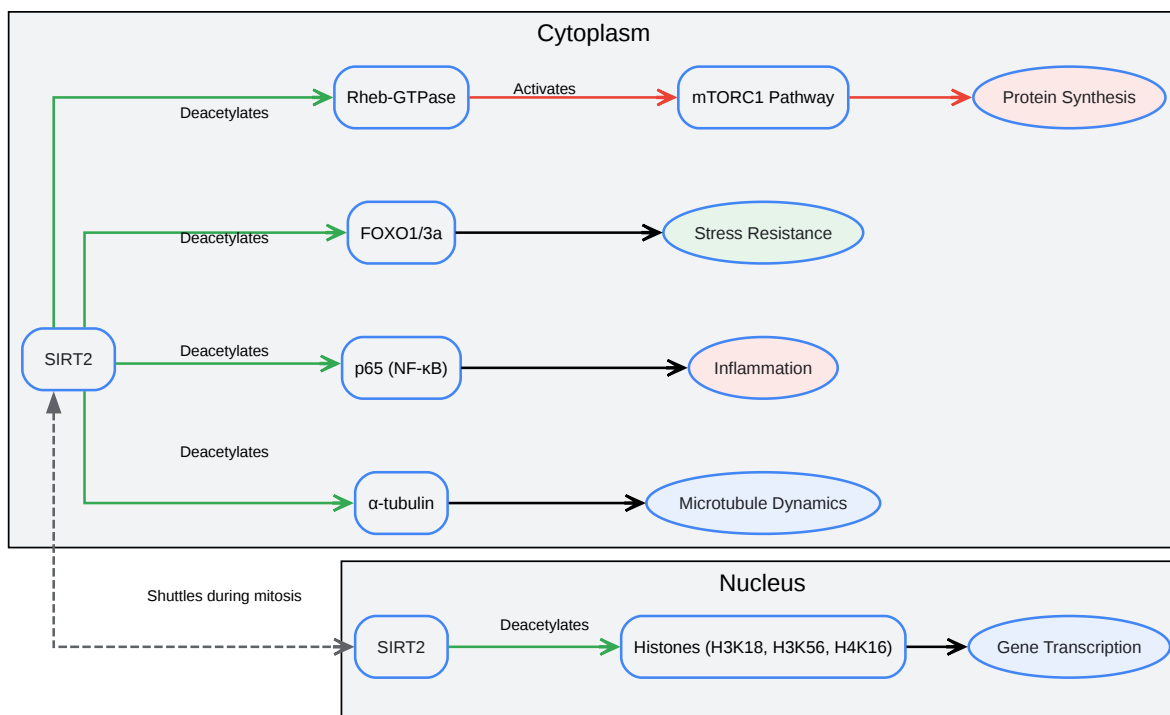 Cytoplasm
Rheb-GTPase
Activates
mTORC1 Pathway
Protein Synthesis
Deacetylates
FOXO1/3a
Stress Resistance
Deacetylates
SIRT2
Deacetylates
p65 (NF-κB)
Inflammation
Deacetylates
α-tubulin
Microtubule Dynamics
Nucleus
Shuttles during mitosis
SIRT2
Deacetylates
Histones (H3K18, H3K56, H4K16)
Gene Transcription